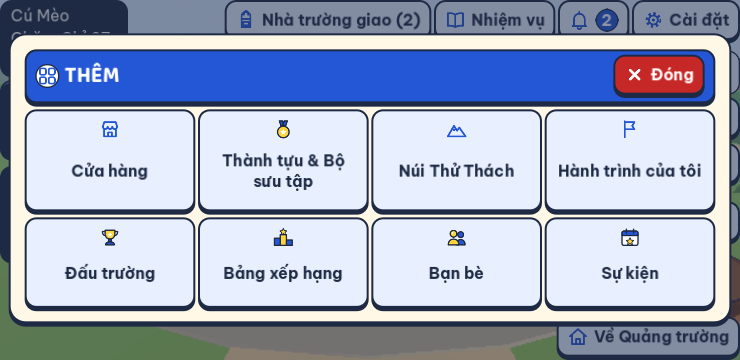 Cú Mèo
Nhà trường giao (2)
Nhiệm vụ
2
Cài đặt
THÊM
Đóng
Cửa hàng
Thành tựu & Bộ
sưu tập
Núi Thử Thách
Hành trình của tôi
Đấu trường
Bảng xếp hạng
Bạn bè
Sự kiện
Về Quảng trường